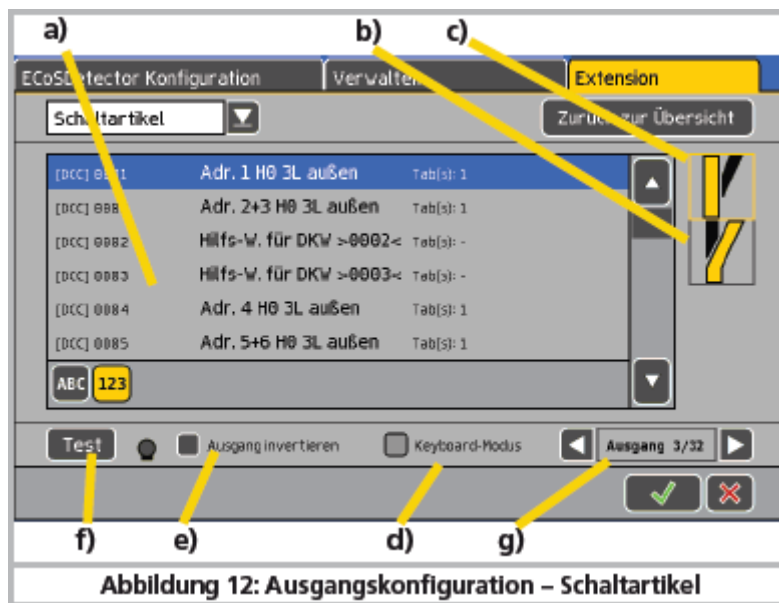 a) b) c)
ECoSDetector Konfiguration Verwalten Extension
Schaltartikel Zurück zur Übersicht
Adr. 1 H0 3L außen Tab(s): 1
Adr. 2+3 H0 3L außen Tab(s): 1
[DCC] 0082 Hilfs-W. für DKW >0002< Tab(s): -
[DCC] 0083 Hilfs-W. für DKW >0003< Tab(s): -
[DCC] 0084 Adr. 4 H0 3L außen Tab(s): 1
[DCC] 0085 Adr. 5+6 H0 3L außen Tab(s): 1
ABC 123
Test Ausgang invertieren Keyboard-Modus Ausgang 3/32
f) e) d) g)
Abbildung 12: Ausgangskonfiguration – Schaltartikel